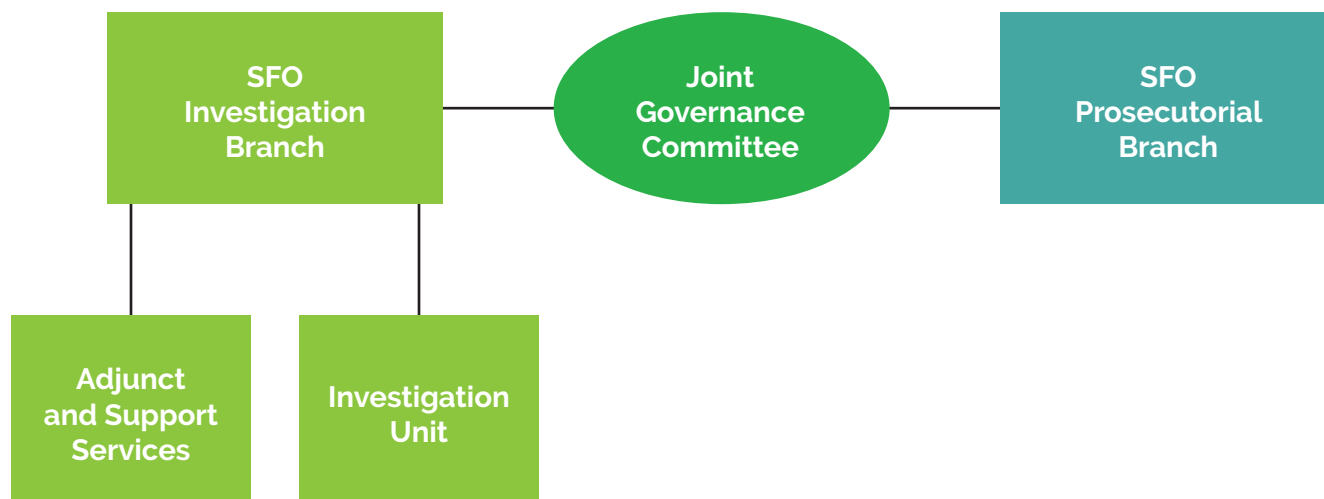 SFO
Investigation
Branch
Joint
Governance
Committee
SFO
Prosecutorial
Branch
Adjunct
and Support
Services
Investigation
Unit